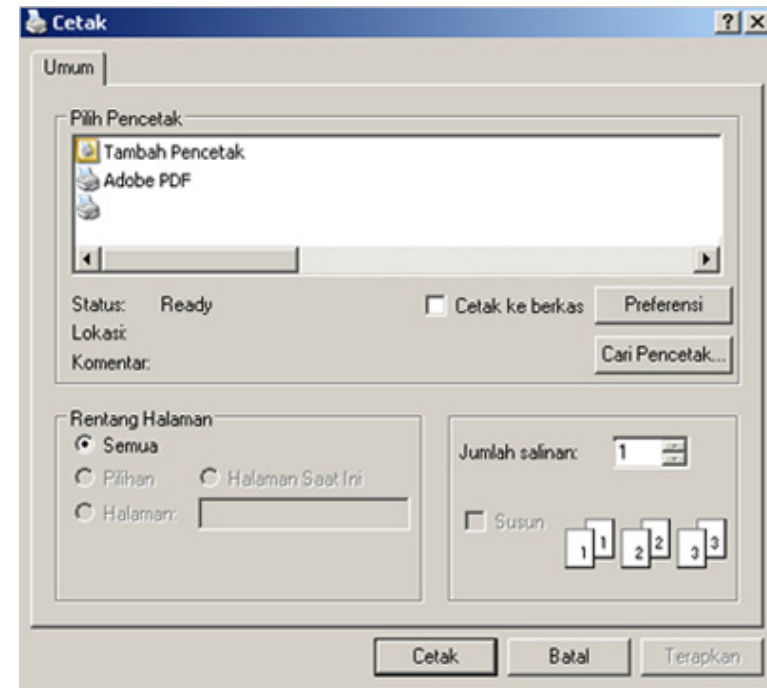 Cetak
Umum
Pilih Pencetak
Tambah Pencetak
Adobe PDF
Status: Ready
Cetak ke berkas
Preferensi
Lokasi:
Komentar:
Cari Pencetak...
Rentang Halaman
Semua
Pilihan
Halaman Saat Ini
Halaman:
Jumlah salinan:
1
Susun
1 1 2 2 3 3
Cetak
Batal
Terapkan